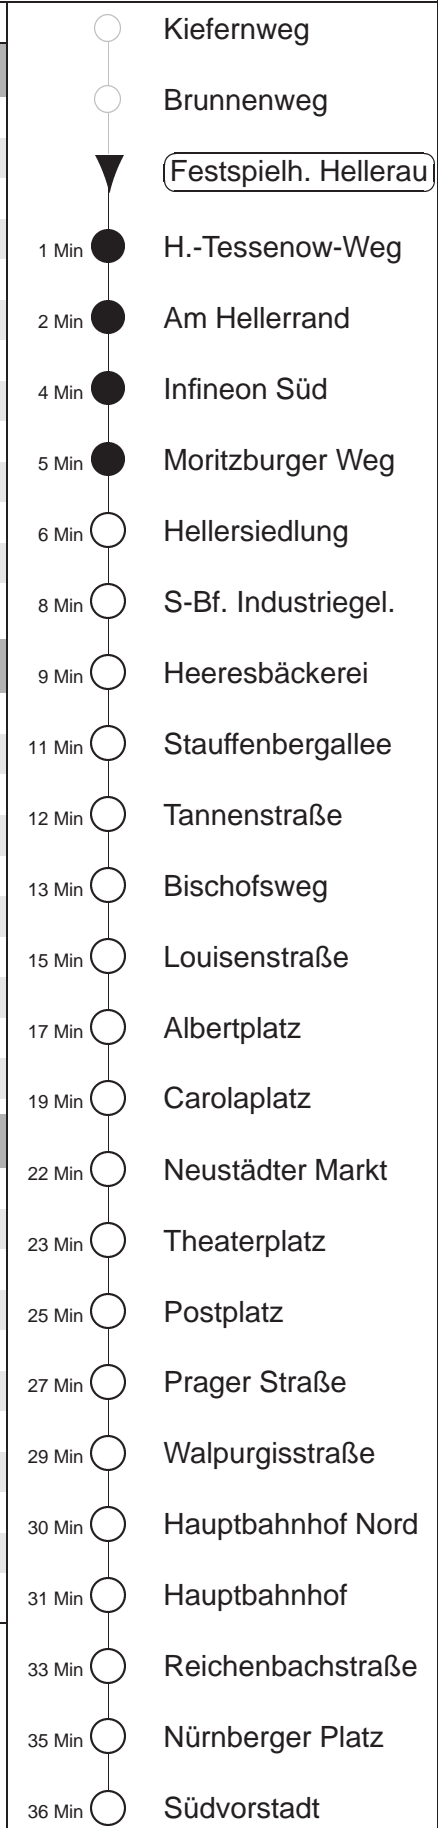 Kiefernweg
Brunnenweg
Festspielh. Hellerau
1 Min H.-Tessenow-Weg
2 Min Am Hellerrand
4 Min Infineon Süd
5 Min Moritzburger Weg
6 Min Hellersiedlung
8 Min S-Bf. Industriegel.
9 Min Heeresbäckerei
11 Min Stauffenbergallee
12 Min Tannenstraße
13 Min Bischofsweg
15 Min Louisenstraße
17 Min Albertplatz
19 Min Carolaplatz
22 Min Neustädter Markt
23 Min Theaterplatz
25 Min Postplatz
27 Min Prager Straße
29 Min Walpurgisstraße
30 Min Hauptbahnhof Nord
31 Min Hauptbahnhof
33 Min Reichenbachstraße
35 Min Nürnberger Platz
36 Min Südvorstadt